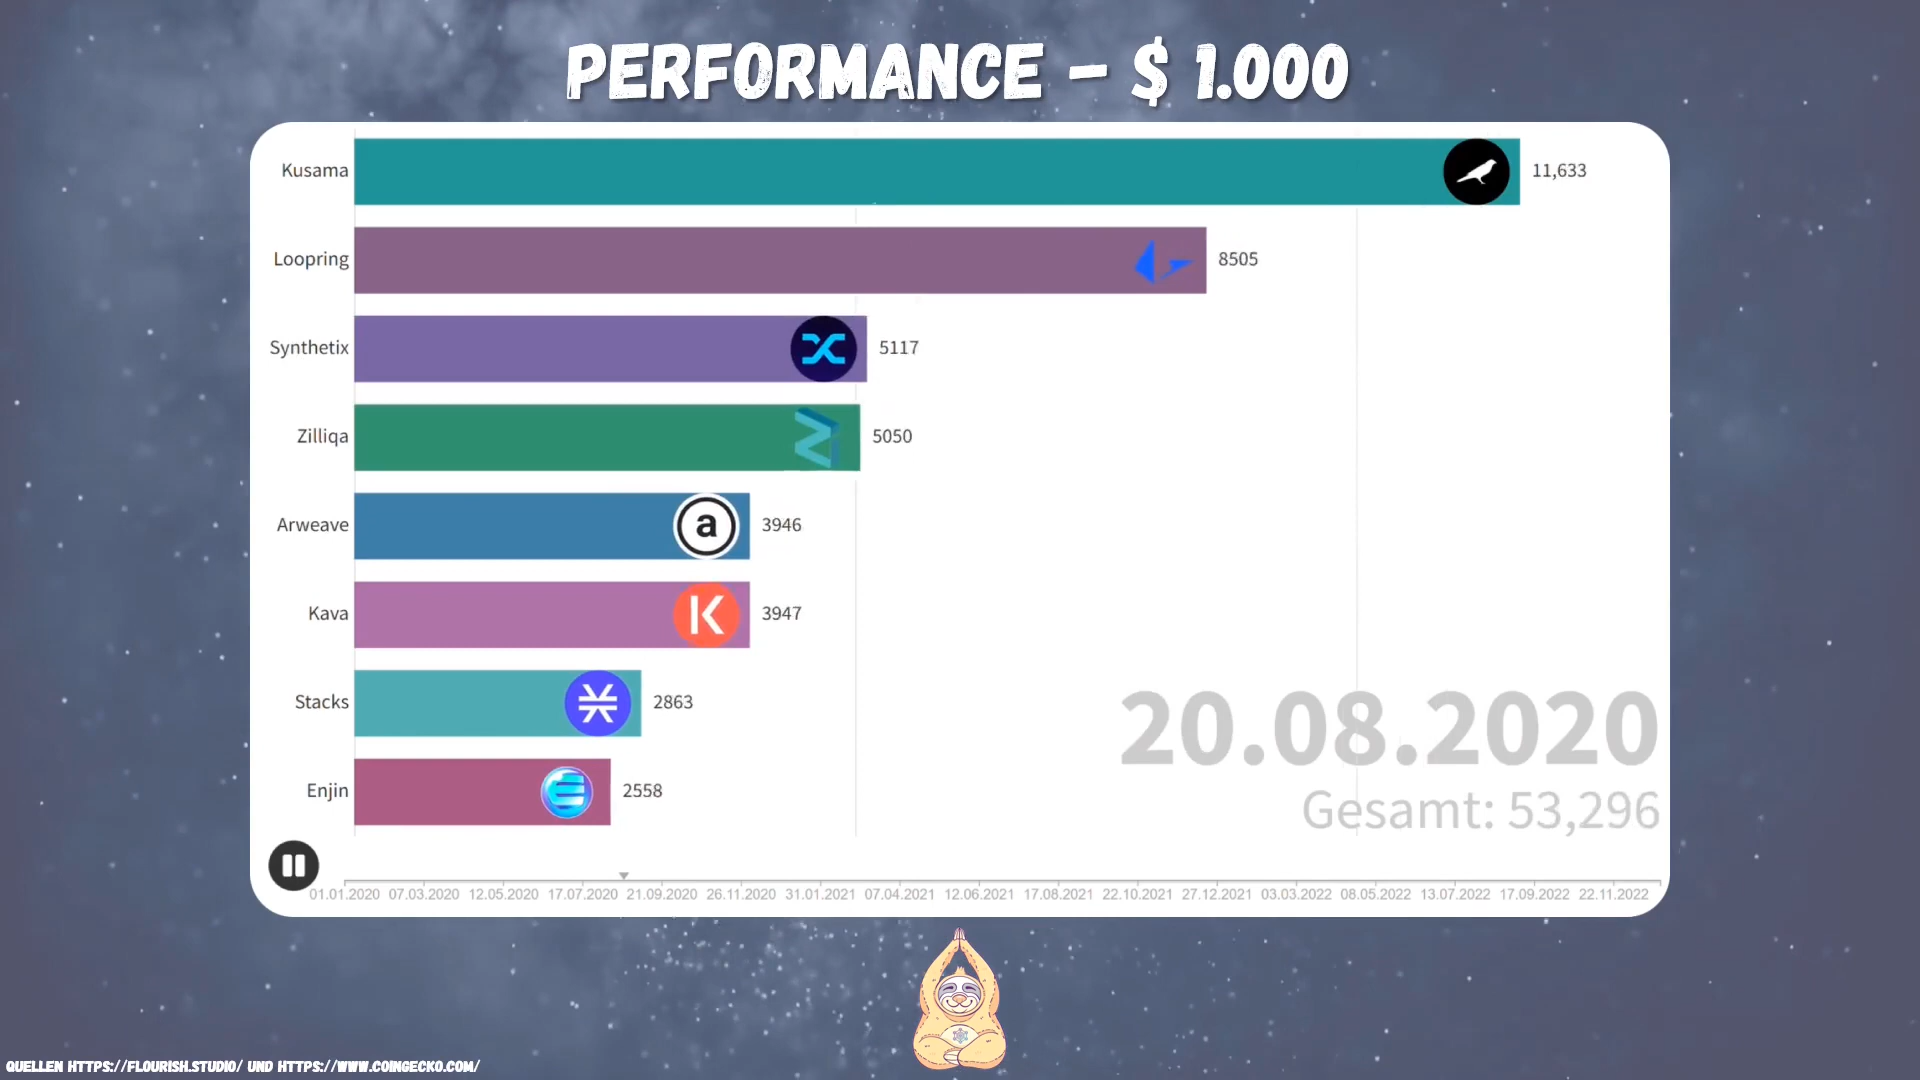 PERFORMANCE – $ 1.000
Kusama 11,633
Loopring 8505
Synthetix 5117
Zilliqa 5050
Arweave a 3946
Kava K 3947
Stacks 2863
Enjin 2558
20.08.2020
Gesamt: 53,296
01.01.2020 07.03.2020 12.05.2020 17.07.2020 21.09.2020 26.11.2020 31.01.2021 07.04.2021 12.06.2021 17.08.2021 22.10.2021 27.12.2021 03.03.2022 08.05.2022 13.07.2022 17.09.2022 22.11.2022
QUELLEN HTTPS://FLOURISH.STUDIO/ UND HTTPS://WWW.COINGECKO.COM/